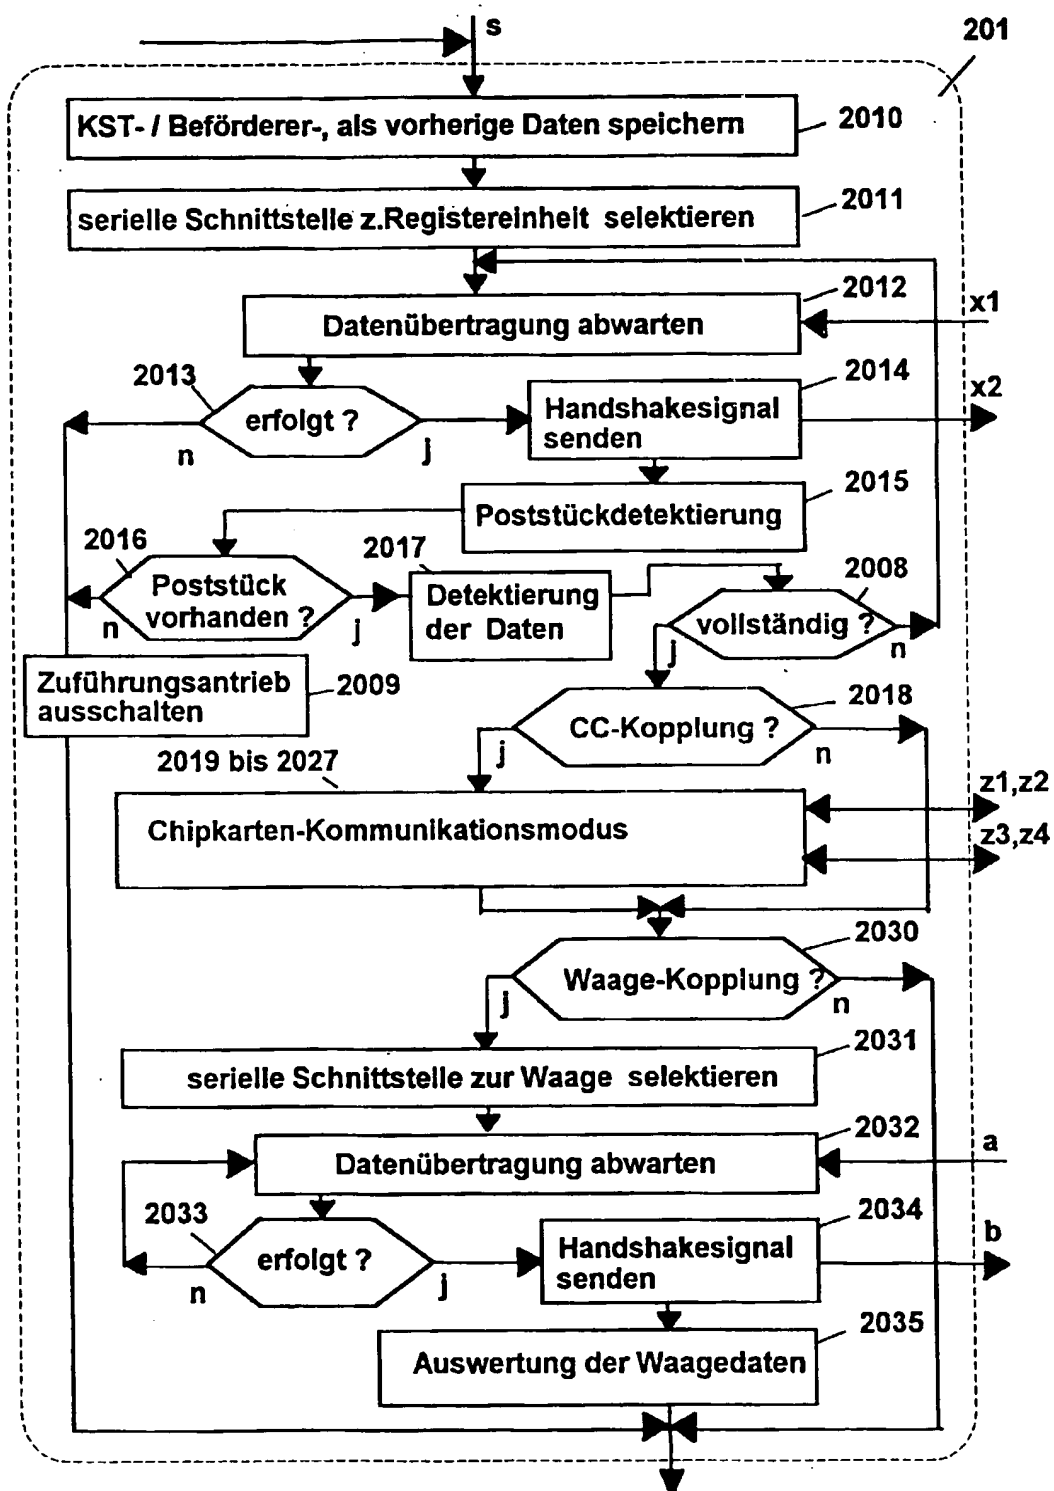 s
201
KST- / Beförderer-, als vorherige Daten speichern
2010
serielle Schnittstelle z.Registereinheit selektieren
2011
2012
Datenübertragung abwarten
x1
2013
erfolgt ?
n
j
2014
Handshakesignal
senden
x2
2015
Poststückdetektierung
2016
Poststück
vorhanden ?
n
j
2017
Detektierung
der Daten
2008
vollständig ?
j
n
Zuführungsantrieb
ausschalten
2009
2018
CC-Kopplung ?
j
n
2019 bis 2027
Chipkarten-Kommunikationsmodus
z1,z2
z3,z4
2030
Waage-Kopplung ?
j
n
2031
serielle Schnittstelle zur Waage selektieren
2032
Datenübertragung abwarten
a
2033
erfolgt ?
n
j
2034
Handshakesignal
senden
b
2035
Auswertung der Waagedaten